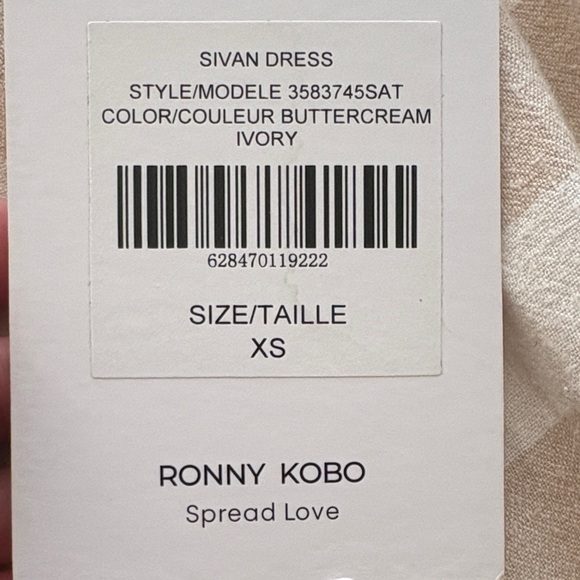 SIVAN DRESS
STYLE/MODELE 3583745SAT
COLOR/COULEUR BUTTERCREAM
IVORY
628470119222
SIZE/TAILLE
XS
RONNY KOBO
Spread Love